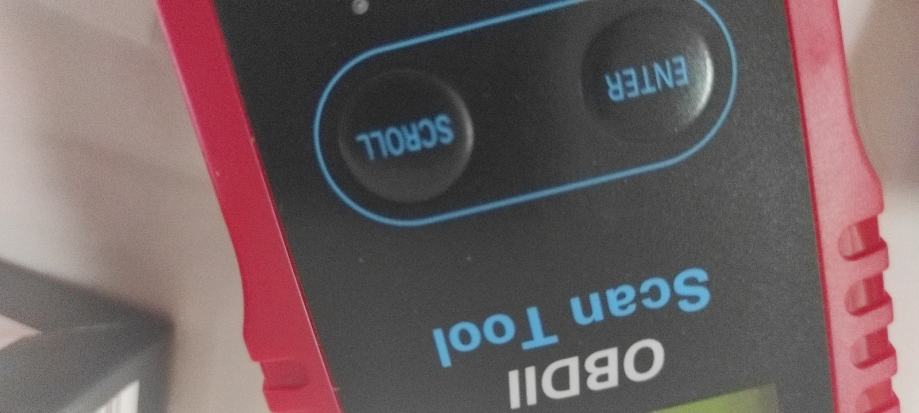 OBDII
Scan Tool
ENTER
SCROLL